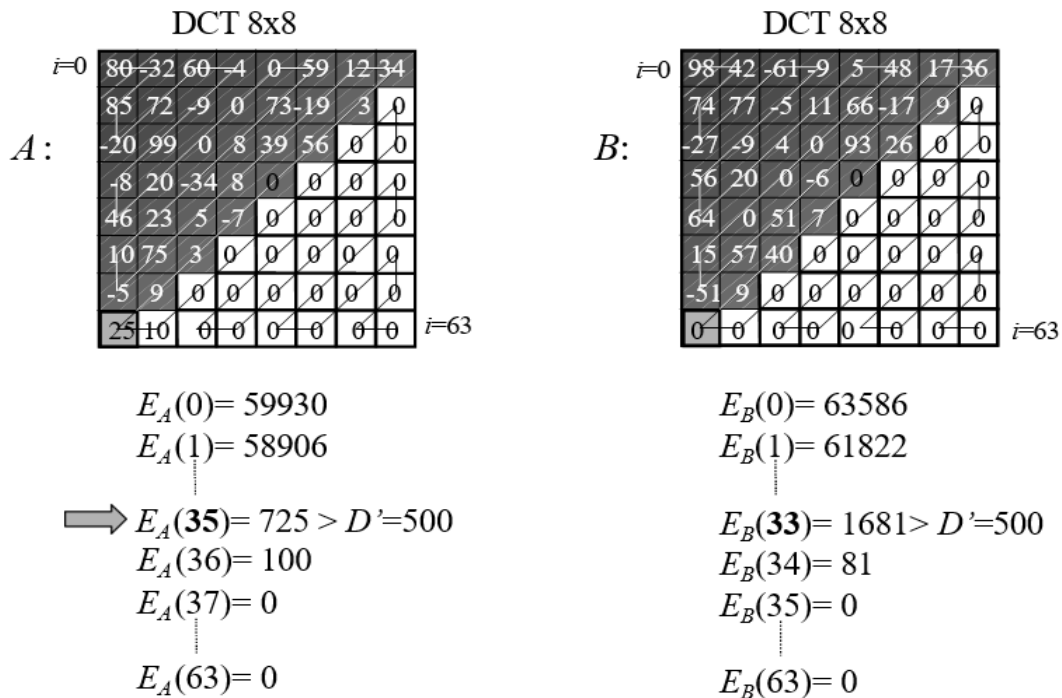 DCT 8x8 DCT 8x8
i=0 80 -32 60 -4 0 59 12 34 i=0 98 42 -61 -9 5 48 17 36
85 72 -9 0 73 -19 3 0 74 77 -5 11 66 -17 9 0
A: -20 99 0 8 39 56 0 0 B: -27 -9 4 0 93 26 0 0
-8 20 -34 8 0 0 0 0 56 20 0 -6 0 0 0 0
46 23 5 -7 0 0 0 0 64 0 51 7 0 0 0 0
10 75 3 0 0 0 0 0 15 57 40 0 0 0 0 0
-5 9 0 0 0 0 0 0 -51 9 0 0 0 0 0 0
25 10 0 0 0 0 0 0 i=63 0 0 0 0 0 0 0 0 i=63
E_A(0)= 59930 E_B(0)= 63586
E_A(1)= 58906 E_B(1)= 61822
E_A(35)= 725 > D’=500 E_B(33)= 1681> D’=500
E_A(36)= 100 E_B(34)= 81
E_A(37)= 0 E_B(35)= 0
E_A(63)= 0 E_B(63)= 0